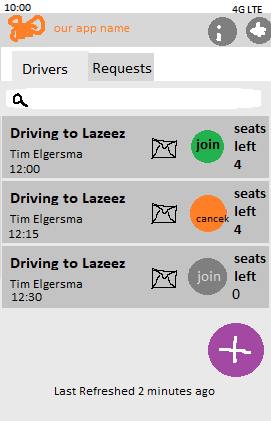 10:00
4G LTE
our app name
i
Drivers
Requests
Driving to Lazeez
Tim Elgersma
12:00
join
seats
left
4
Driving to Lazeez
Tim Elgersma
12:15
cancek
seats
left
4
Driving to Lazeez
Tim Elgersma
12:30
join
seats
left
0
Last Refreshed 2 minutes ago